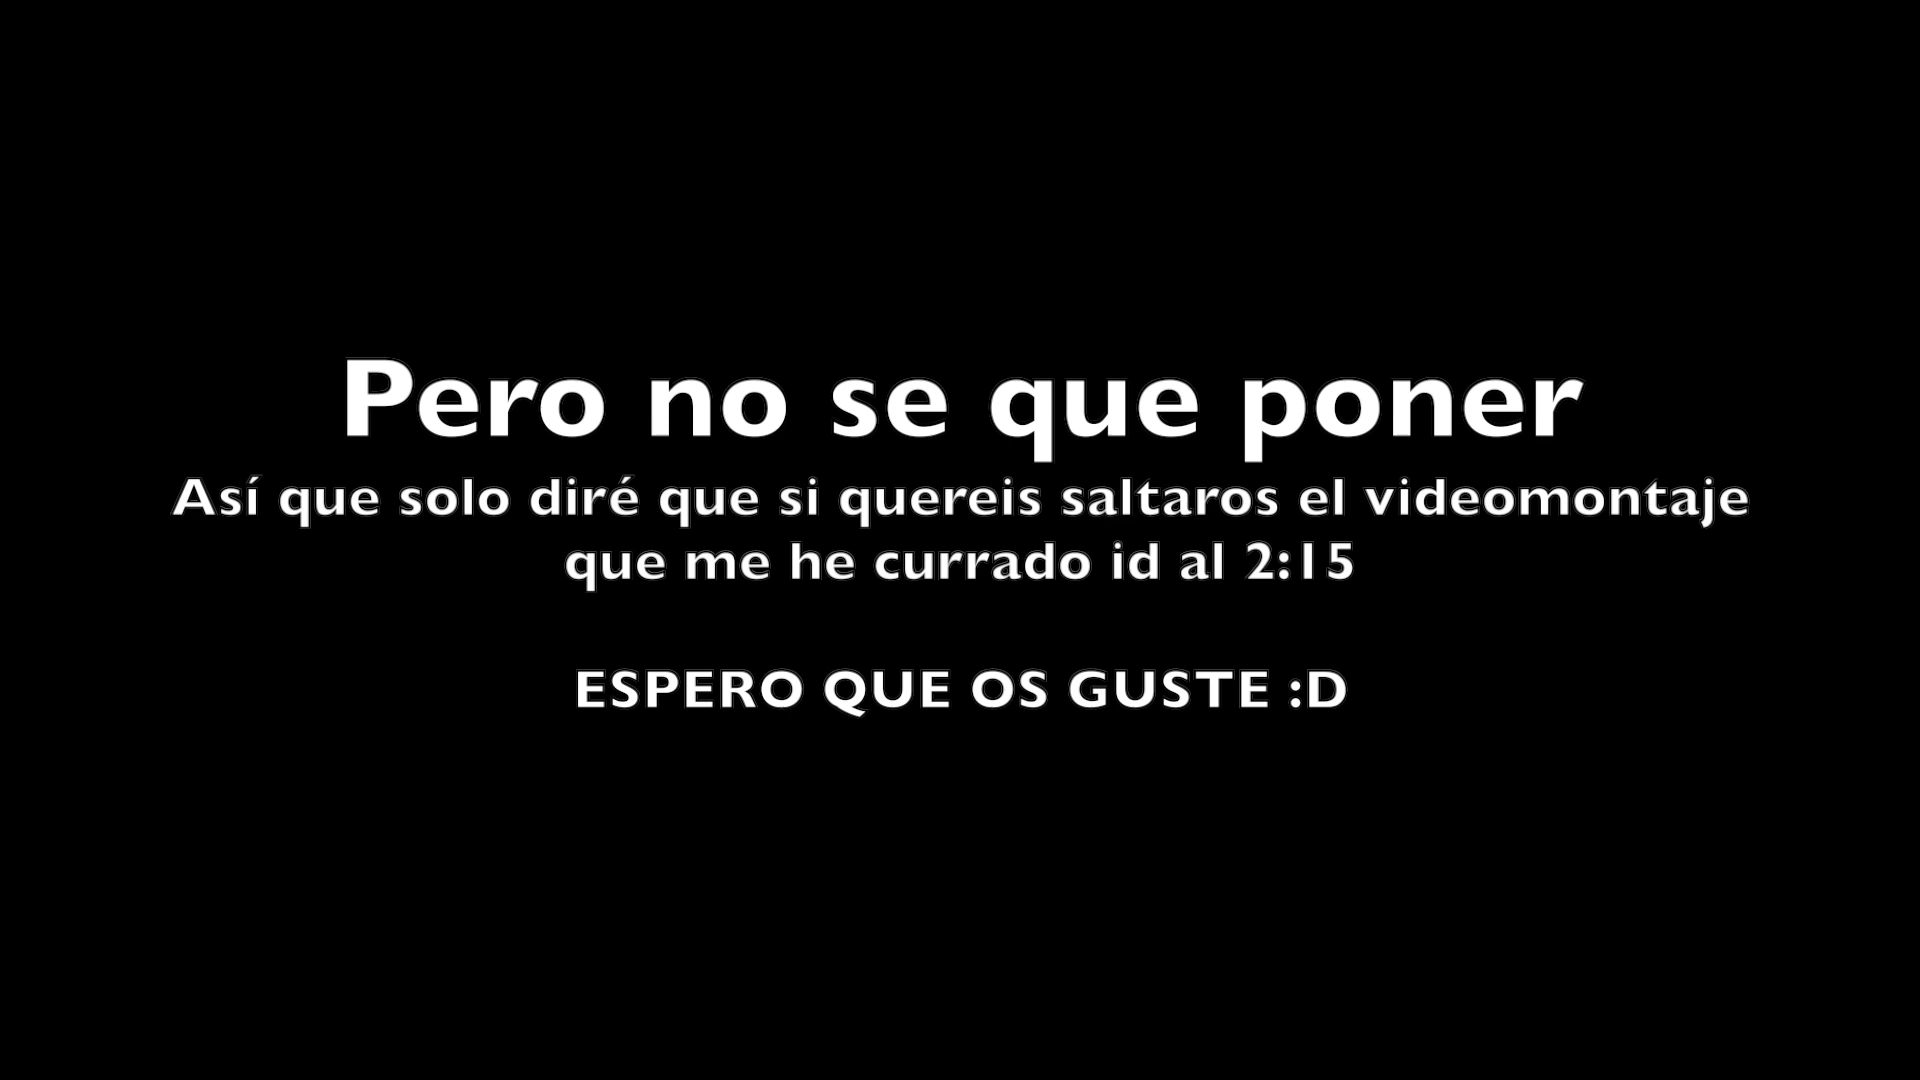 Pero no se que poner
Así que solo diré que si quereis saltaros el videomontaje
que me he currado id al 2:15
ESPERO QUE OS GUSTE :D